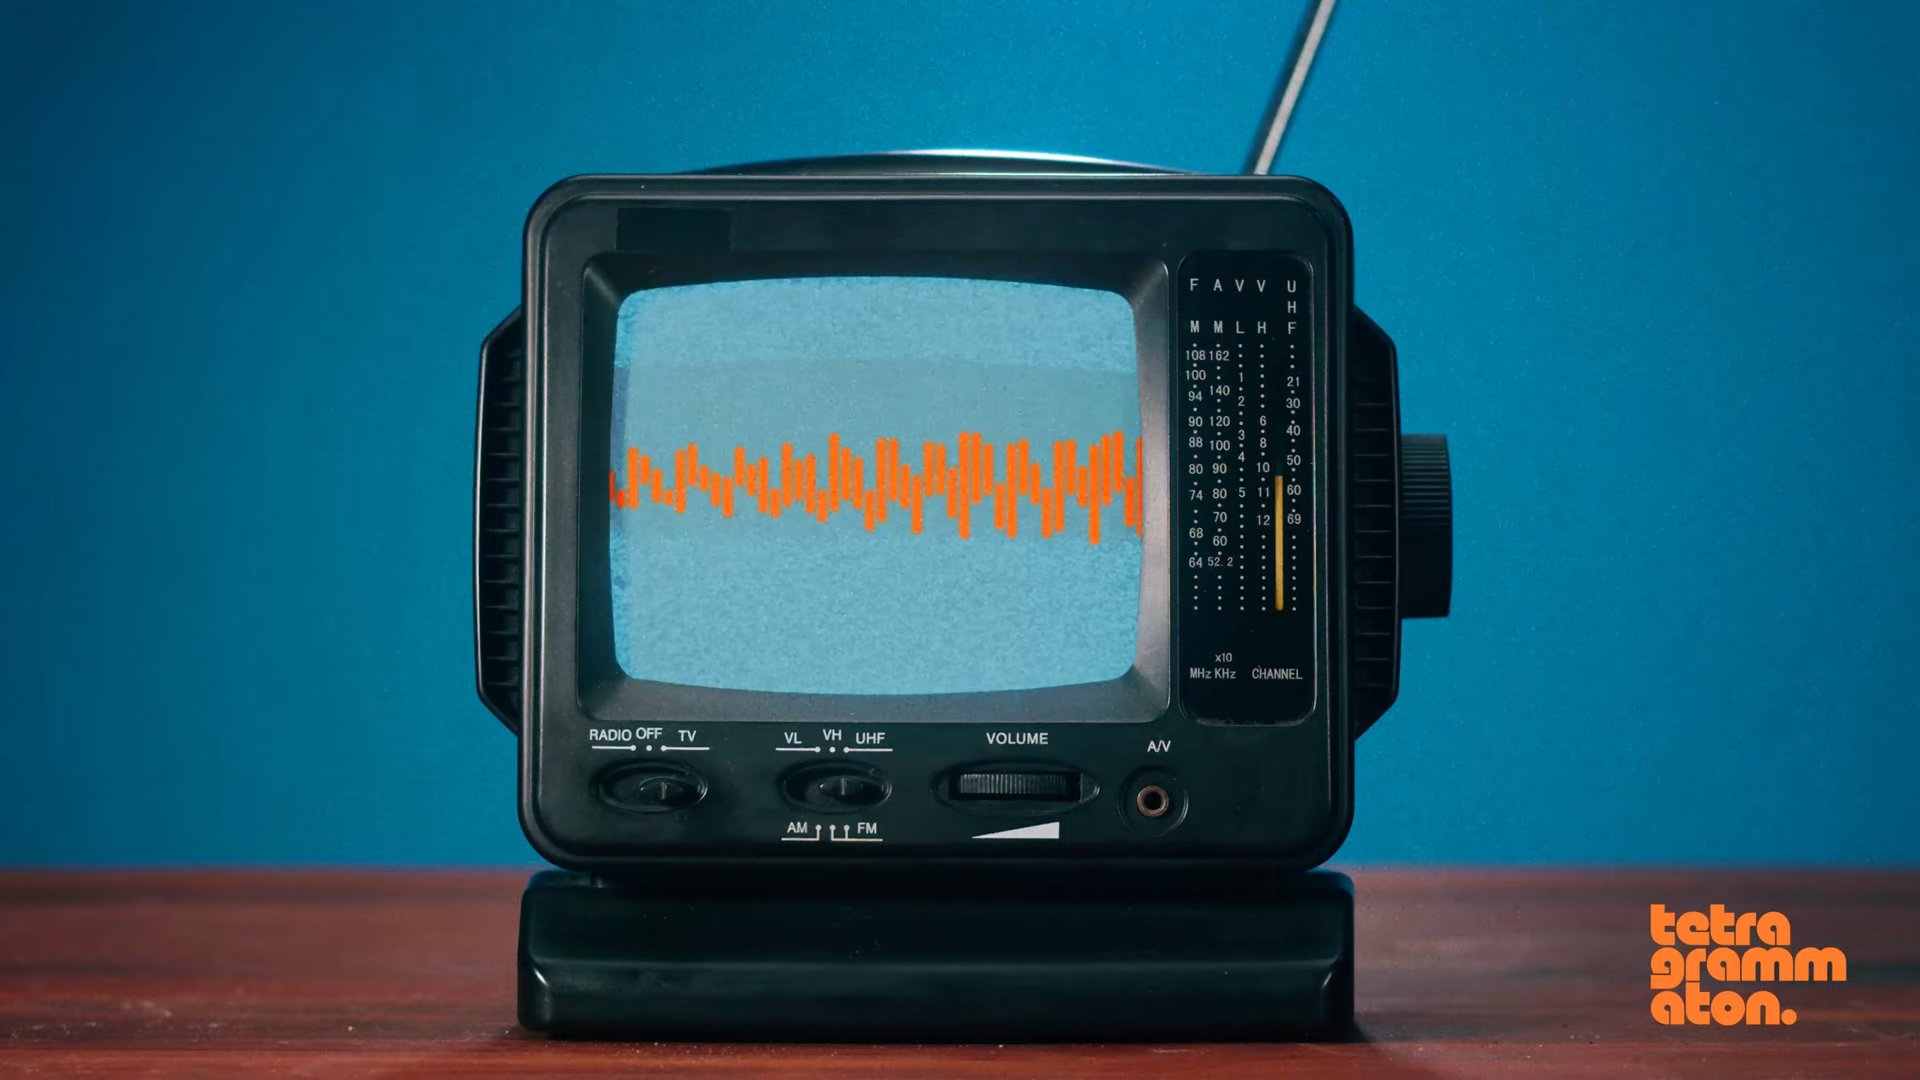 F A V V U
H
M M L H F
108 162
100
1
21
94
140
2
30
90 120
6
40
3
88 100
8
4
50
80 90
10
74 80
5
11
60
70
12
69
68
60
64 52.2
x10
MHz KHz CHANNEL
RADIO OFF TV
VL VH UHF
VOLUME
A/V
AM FM
tetra
gramm
aton.